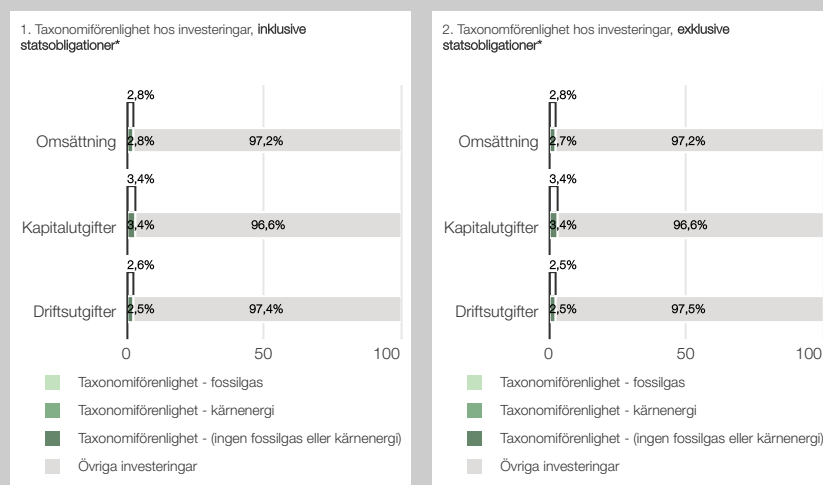 1. Taxonomiförenlighet hos investeringar, inklusive
statsobligationer*
2,8%
Omsättning 2,8% 97,2%
3,4%
Kapitalutgifter 3,4% 96,6%
2,6%
Driftsutgifter 2,5% 97,4%
0 50 100
Taxonomiförenlighet - fossilgas
Taxonomiförenlighet - kärnenergi
Taxonomiförenlighet - (ingen fossilgas eller kärnenergi)
Övriga investeringar
2. Taxonomförenlighet hos investeringar, exklusive
statsobligationer*
2,8%
Omsättning 2,7% 97,2%
3,4%
Kapitalutgifter 3,4% 96,6%
2,5%
Driftsutgifter 2,5% 97,5%
0 50 100
Taxonomiförenlighet - fossilgas
Taxonomiförenlighet - kärnenergi
Taxonomiförenlighet - (ingen fossilgas eller kärnenergi)
Övriga investeringar